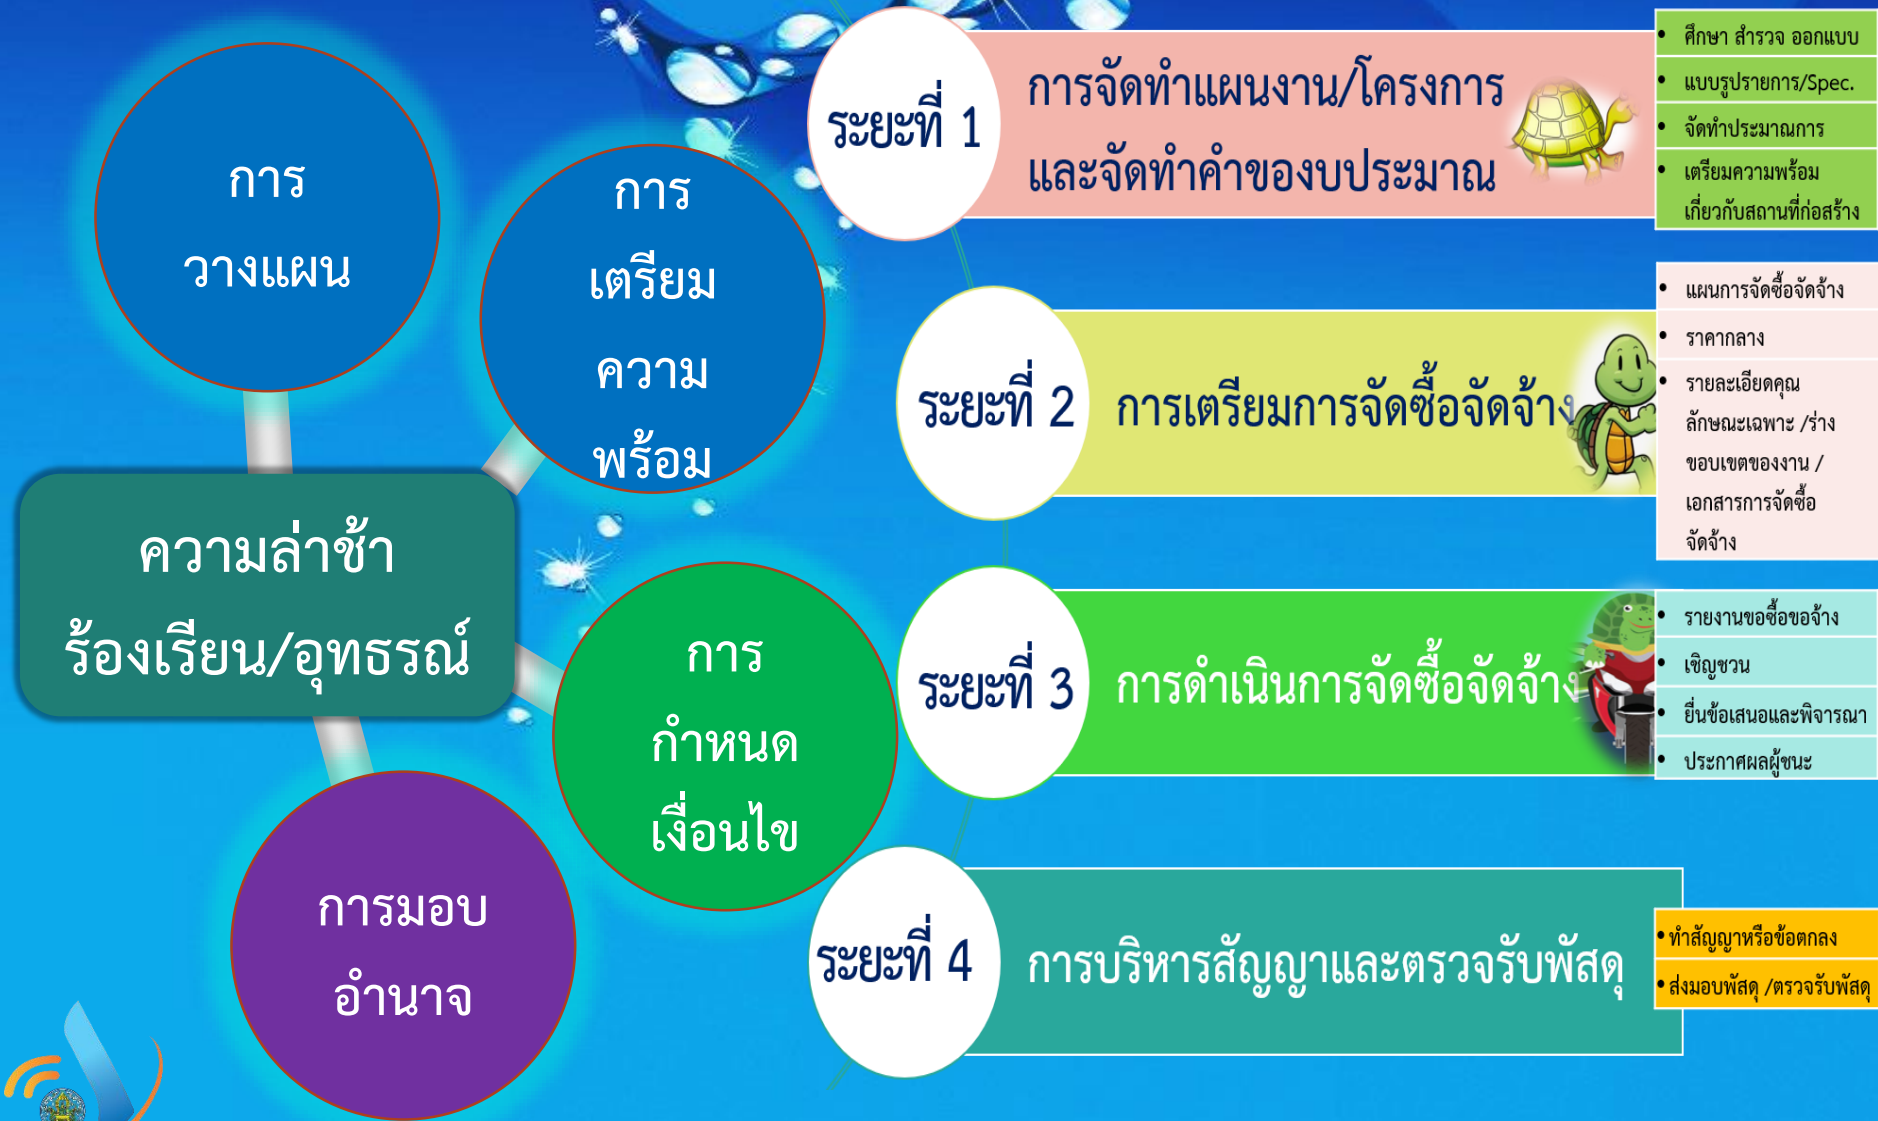 การ
วางแผน
การ
เตรียม
ความ
พร้อม
ความล่าช้า
ร้องเรียน/อุทธรณ์
การ
กำหนด
เงื่อนไข
การมอบ
อำนาจ
ระยะที่ 1
การจัดทำแผนงาน/โครงการ
และจัดทำคำของบประมาณ
• ศึกษา สำรวจ ออกแบบ
• แบบรูปรายการ/Spec.
• จัดทำประมาณการ
• เตรียมความพร้อม
เกี่ยวกับสถานที่ก่อสร้าง
ระยะที่ 2
การเตรียมการจัดซื้อจัดจ้าง
• แผนการจัดซื้อจัดจ้าง
• ราคากลาง
• รายละเอียดคุณ
ลักษณะเฉพาะ /ร่าง
ขอบเขตของงาน /
เอกสารการจัดซื้อ
จัดจ้าง
ระยะที่ 3
การดำเนินการจัดซื้อจัดจ้าง
• รายงานขอซื้อขอจ้าง
• เชิญชวน
• ยื่นข้อเสนอและพิจารณา
• ประกาศผลผู้ชนะ
ระยะที่ 4
การบริหารสัญญาและตรวจรับพัสดุ
• ทำสัญญาหรือข้อตกลง
• ส่งมอบพัสดุ /ตรวจรับพัสดุ